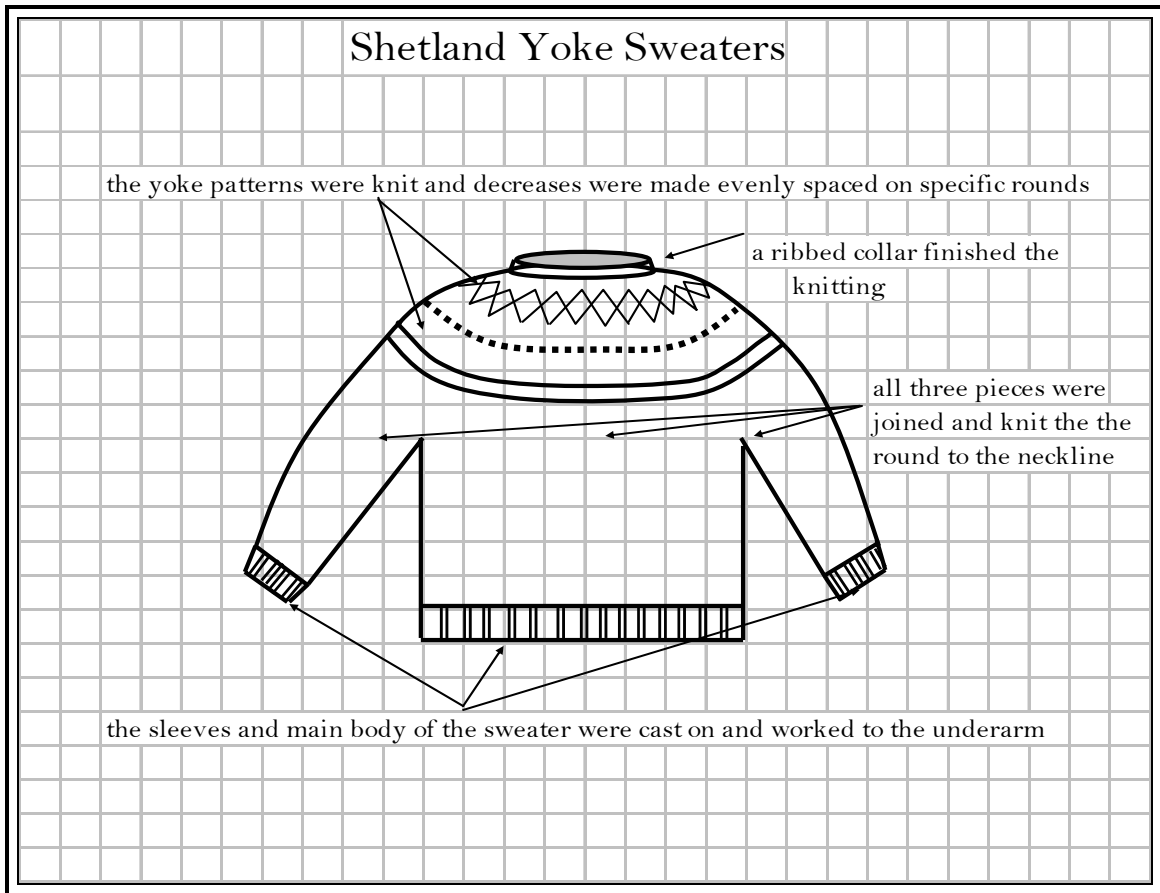 Shetland Yoke Sweaters
the yoke patterns were knit and decreases were made evenly spaced on specific rounds
a ribbed collar finished the
knitting
all three pieces were
joined and knit the the
round to the neckline
the sleeves and main body of the sweater were cast on and worked to the underarm